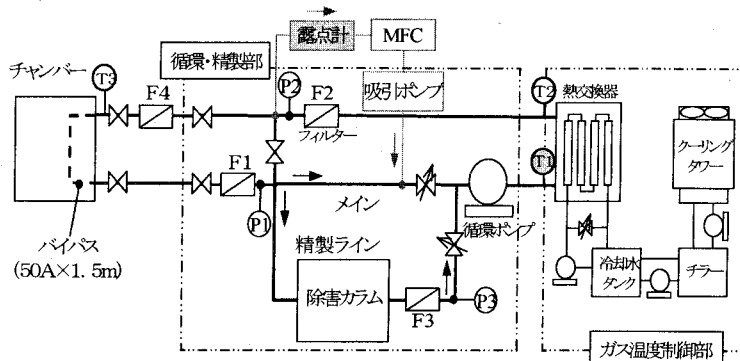 露点計
MFC
循環・精製部
チャンバー
T3
F4
P2
F2
フィルター
吸引ポンプ
T2
熱交換器
クーリング
タワー
F1
T1
P1
メイン
循環ポンプ
バイパス
(50A×1.5m)
精製ライン
除害カラム
F3
P3
冷却水
タンク
チラー
ガス温度制御部